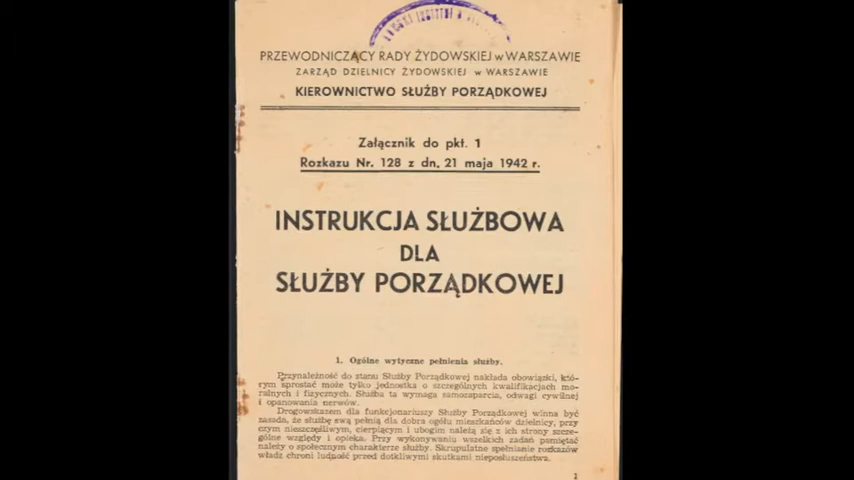 PRZEWODNICZĄCY RADY ŻYDOWSKIEJ w WARSZAWIE
ZARZĄD DZIELNICY ŻYDOWSKIEJ w WARSZAWIE
KIEROWNICTWO SŁUŻBY PORZĄDKOWEJ
Załącznik do pkt. 1
Rozkazu Nr. 128 z dn. 21 maja 1942 r.
INSTRUKCJA SŁUŻBOWA
DLA
SŁUŻBY PORZĄDKOWEJ
1. Ogólne wytyczne pełnienia służby.
Przynależność do stanu Służby Porządkowej nakłada obowiązki, któ-
rym sprostać może tylko jednostka o szczególnych kwalifikacjach mo-
ralnych i fizycznych. Służba ta wymaga samozaparcia, odwagi cywilnej
i opanowania nerwów.
Drogowskazem dla funkcjonariuszy Służby Porządkowej winna być
zasada, że służbę swą pełnią dla dobra ogółu mieszkańców dzielnicy, przy
czym nieszczęśliwym, cierpiącym i ubogim należą się z ich strony szcze-
gólne względy i opieka. Przy wykonywaniu wszelkich zadań pamiętać
należy o społecznym charakterze służby. Skrupulatne spełnianie rozkazów
władz chroni ludność przed dotkliwymi skutkami nieposłuszeństwa.
1